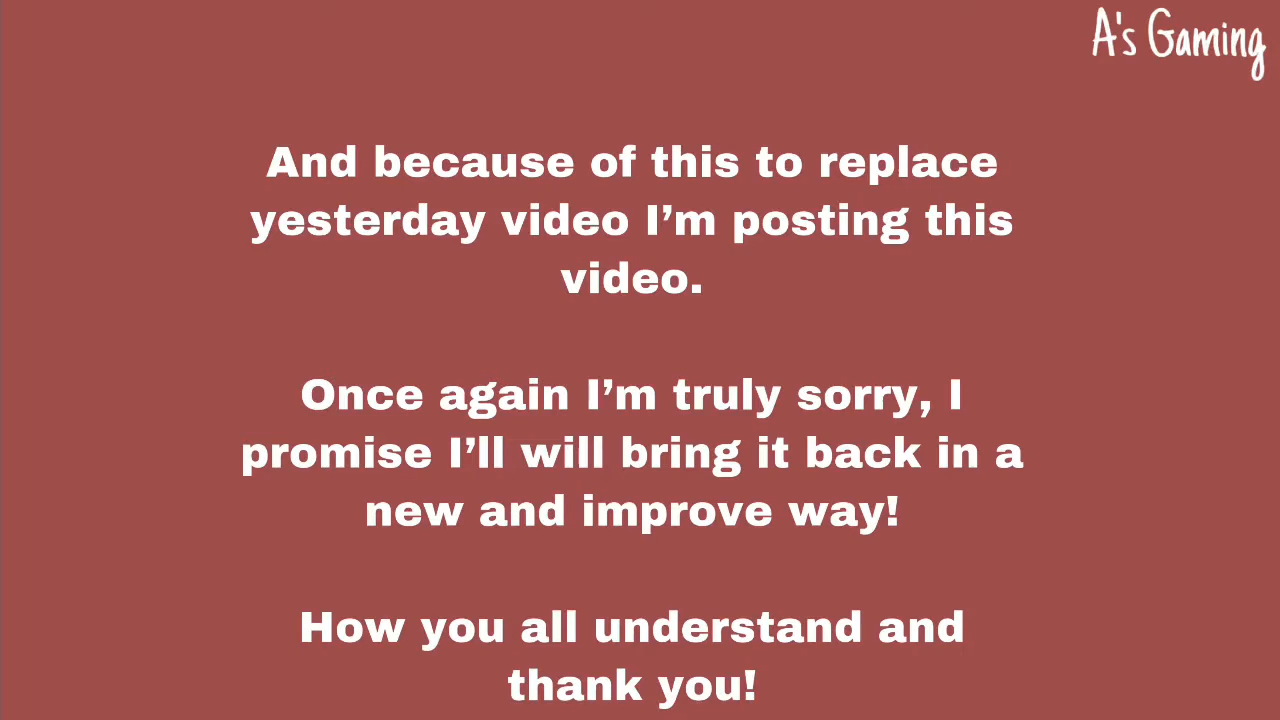 A's Gaming
And because of this to replace
yesterday video I’m posting this
video.
Once again I’m truly sorry, I
promise I’ll will bring it back in a
new and improve way!
How you all understand and
thank you!